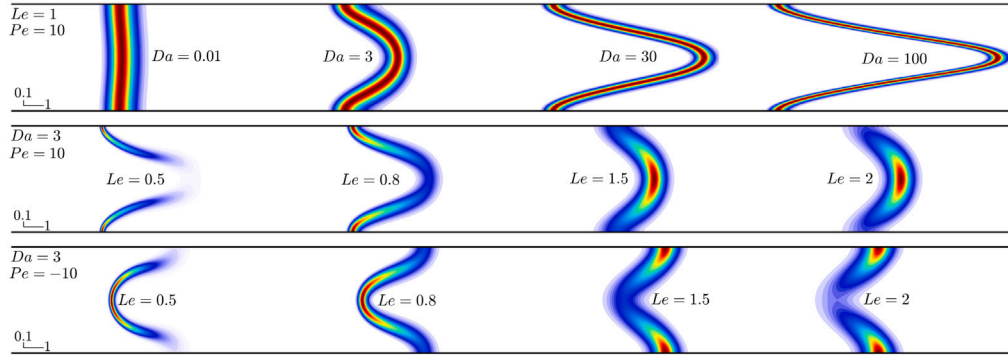 Le = 1
Pe = 10
Da = 0.01
Da = 3
Da = 30
Da = 100
0.1
1
Da = 3
Pe = 10
Le = 0.5
Le = 0.8
Le = 1.5
Le = 2
0.1
1
Da = 3
Pe = −10
Le = 0.5
Le = 0.8
Le = 1.5
Le = 2
0.1
1